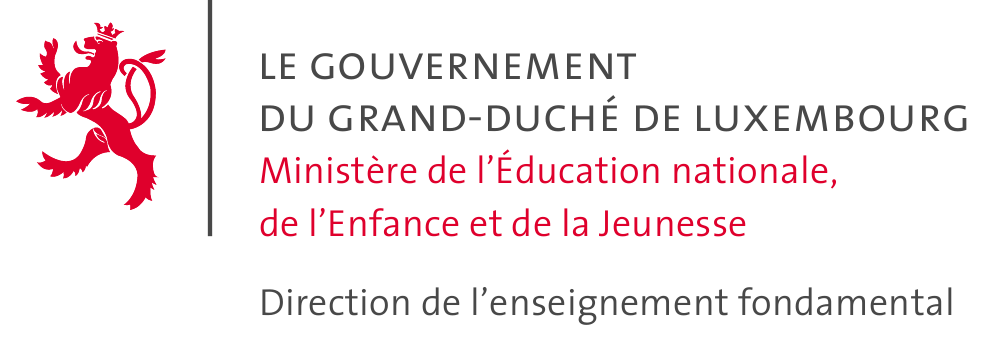 LE GOUVERNEMENT
DU GRAND-DUCHÉ DE LUXEMBOURG
Ministère de l’Éducation nationale,
de l’Enfance et de la Jeunesse
Direction de l’enseignement fondamental